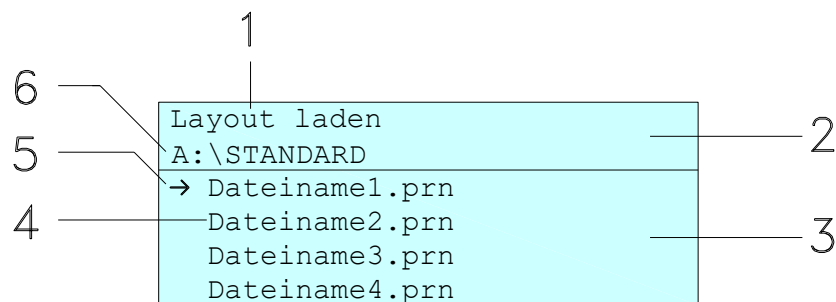 1
6
Layout laden
2
A:\STANDARD
5
→ Dateiname1.prn
4
Dateiname2.prn
3
Dateiname3.prn
Dateiname4.prn